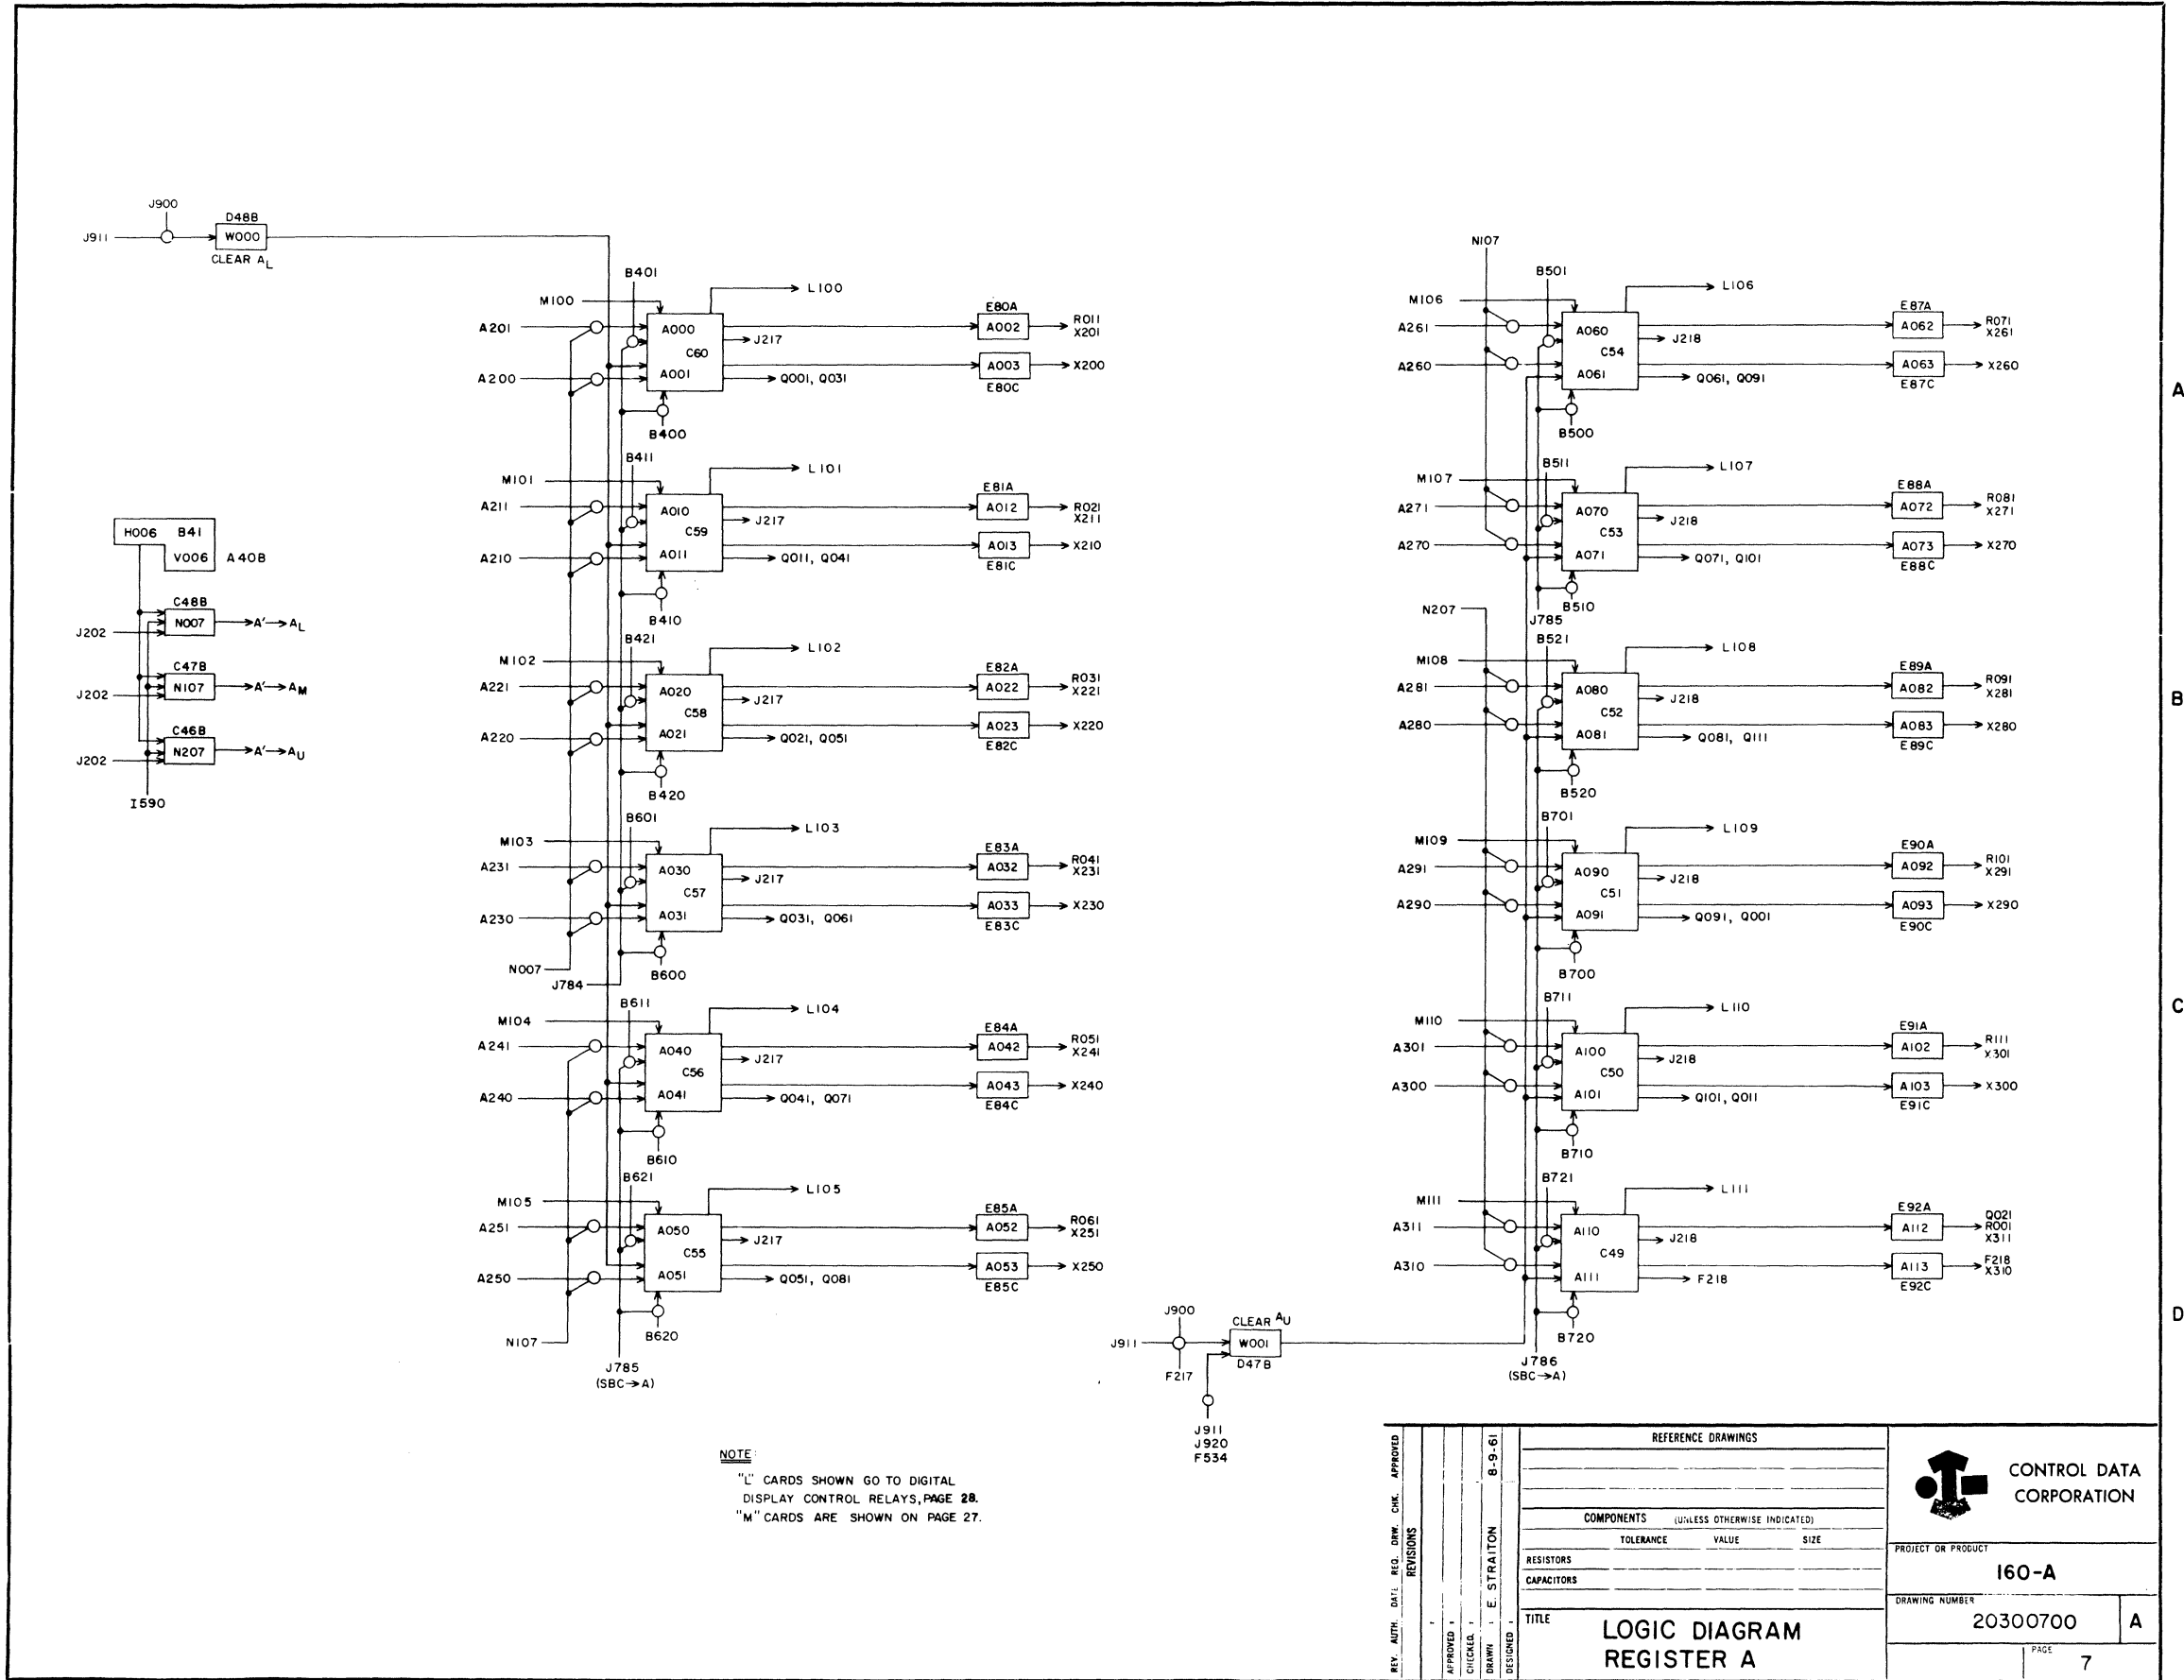 J900
D48B
J911
W000
CLEAR AL
H006 B41
V006 A40B
C48B
J202
N007
A'→AL
C47B
J202
N107
A'→AM
C46B
J202
N207
A'→AU
I590
B401
M100
L100
A201
A000
J217
C60
A200
A001
Q001, Q031
B400
E80A
A002
R011
X201
A003
X200
E80C
B411
M101
L101
A211
A010
J217
C59
A210
A011
Q011, Q041
B410
E81A
A012
R021
X211
A013
X210
E81C
B421
M102
L102
A221
A020
J217
C58
A220
A021
Q021, Q051
B420
E82A
A022
R031
X221
A023
X220
E82C
B601
M103
L103
A231
A030
J217
C57
A230
A031
Q031, Q061
N007
B600
J784
E83A
A032
R041
X231
A033
X230
E83C
B611
M104
L104
A241
A040
J217
C56
A240
A041
Q041, Q071
B610
E84A
A042
R051
X241
A043
X240
E84C
B621
M105
L105
A251
A050
J217
C55
A250
A051
Q051, Q081
N107
B620
J785
(SBC→A)
E85A
A052
R061
X251
A053
X250
E85C
N107
B501
M106
L106
A261
A060
J218
C54
A260
A061
Q061, Q091
B500
E87A
A062
R071
X261
A063
X260
E87C
B511
M107
L107
A271
A070
J218
C53
A270
A071
Q071, Q101
N207
B510
J785
E88A
A072
R081
X271
A073
X270
E88C
B521
M108
L108
A281
A080
J218
C52
A280
A081
Q081, Q111
B520
E89A
A082
R091
X281
A083
X280
E89C
B701
M109
L109
A291
A090
J218
C51
A290
A091
Q091, Q001
B700
E90A
A092
R101
X291
A093
X290
E90C
B711
M110
L110
A301
A100
J218
C50
A300
A101
Q101, Q011
B710
E91A
A102
R111
X301
A103
X300
E91C
B721
M111
L111
A311
A110
J218
C49
A310
A111
F218
B720
J786
(SBC→A)
E92A
A112
Q021
R001
X311
A113
F218
X310
E92C
J900
CLEAR AU
J911
W001
D47B
F217
J911
J920
F534
A
B
C
D
NOTE:
"L" CARDS SHOWN GO TO DIGITAL
DISPLAY CONTROL RELAYS, PAGE 28.
"M" CARDS ARE SHOWN ON PAGE 27.
REV. AUTH. DATE REQ. DRW. CHK. APPROVED
REVISIONS
APPROVED
CHECKED
DRAWN E. STRAITON 8-9-61
DESIGNED
REFERENCE DRAWINGS
COMPONENTS (UNLESS OTHERWISE INDICATED)
TOLERANCE VALUE SIZE
RESISTORS
CAPACITORS
TITLE
LOGIC DIAGRAM
REGISTER A
CONTROL DATA
CORPORATION
PROJECT OR PRODUCT
160-A
DRAWING NUMBER
20300700 A
PAGE
7